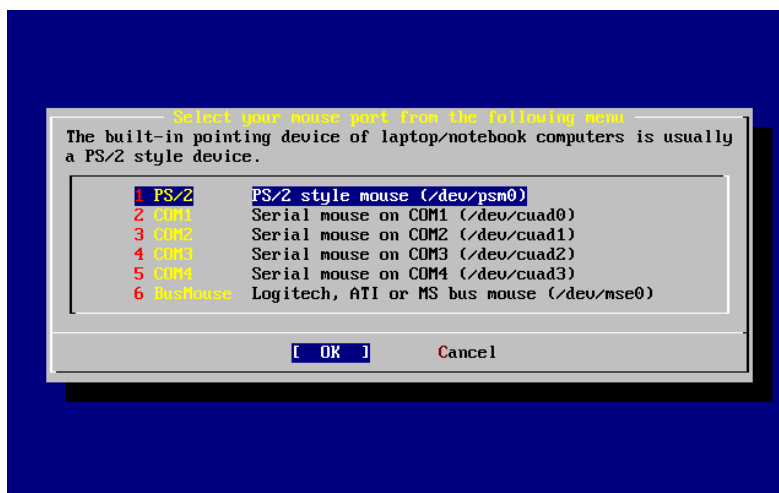 Select your mouse port from the following menu
The built-in pointing device of laptop/notebook computers is usually
a PS/2 style device.
1 PS/2 PS/2 style mouse (/dev/psm0)
2 COM1 Serial mouse on COM1 (/dev/cuad0)
3 COM2 Serial mouse on COM2 (/dev/cuad1)
4 COM3 Serial mouse on COM3 (/dev/cuad2)
5 COM4 Serial mouse on COM4 (/dev/cuad3)
6 BusMouse Logitech, ATI or MS bus mouse (/dev/mse0)
[ OK ] Cancel